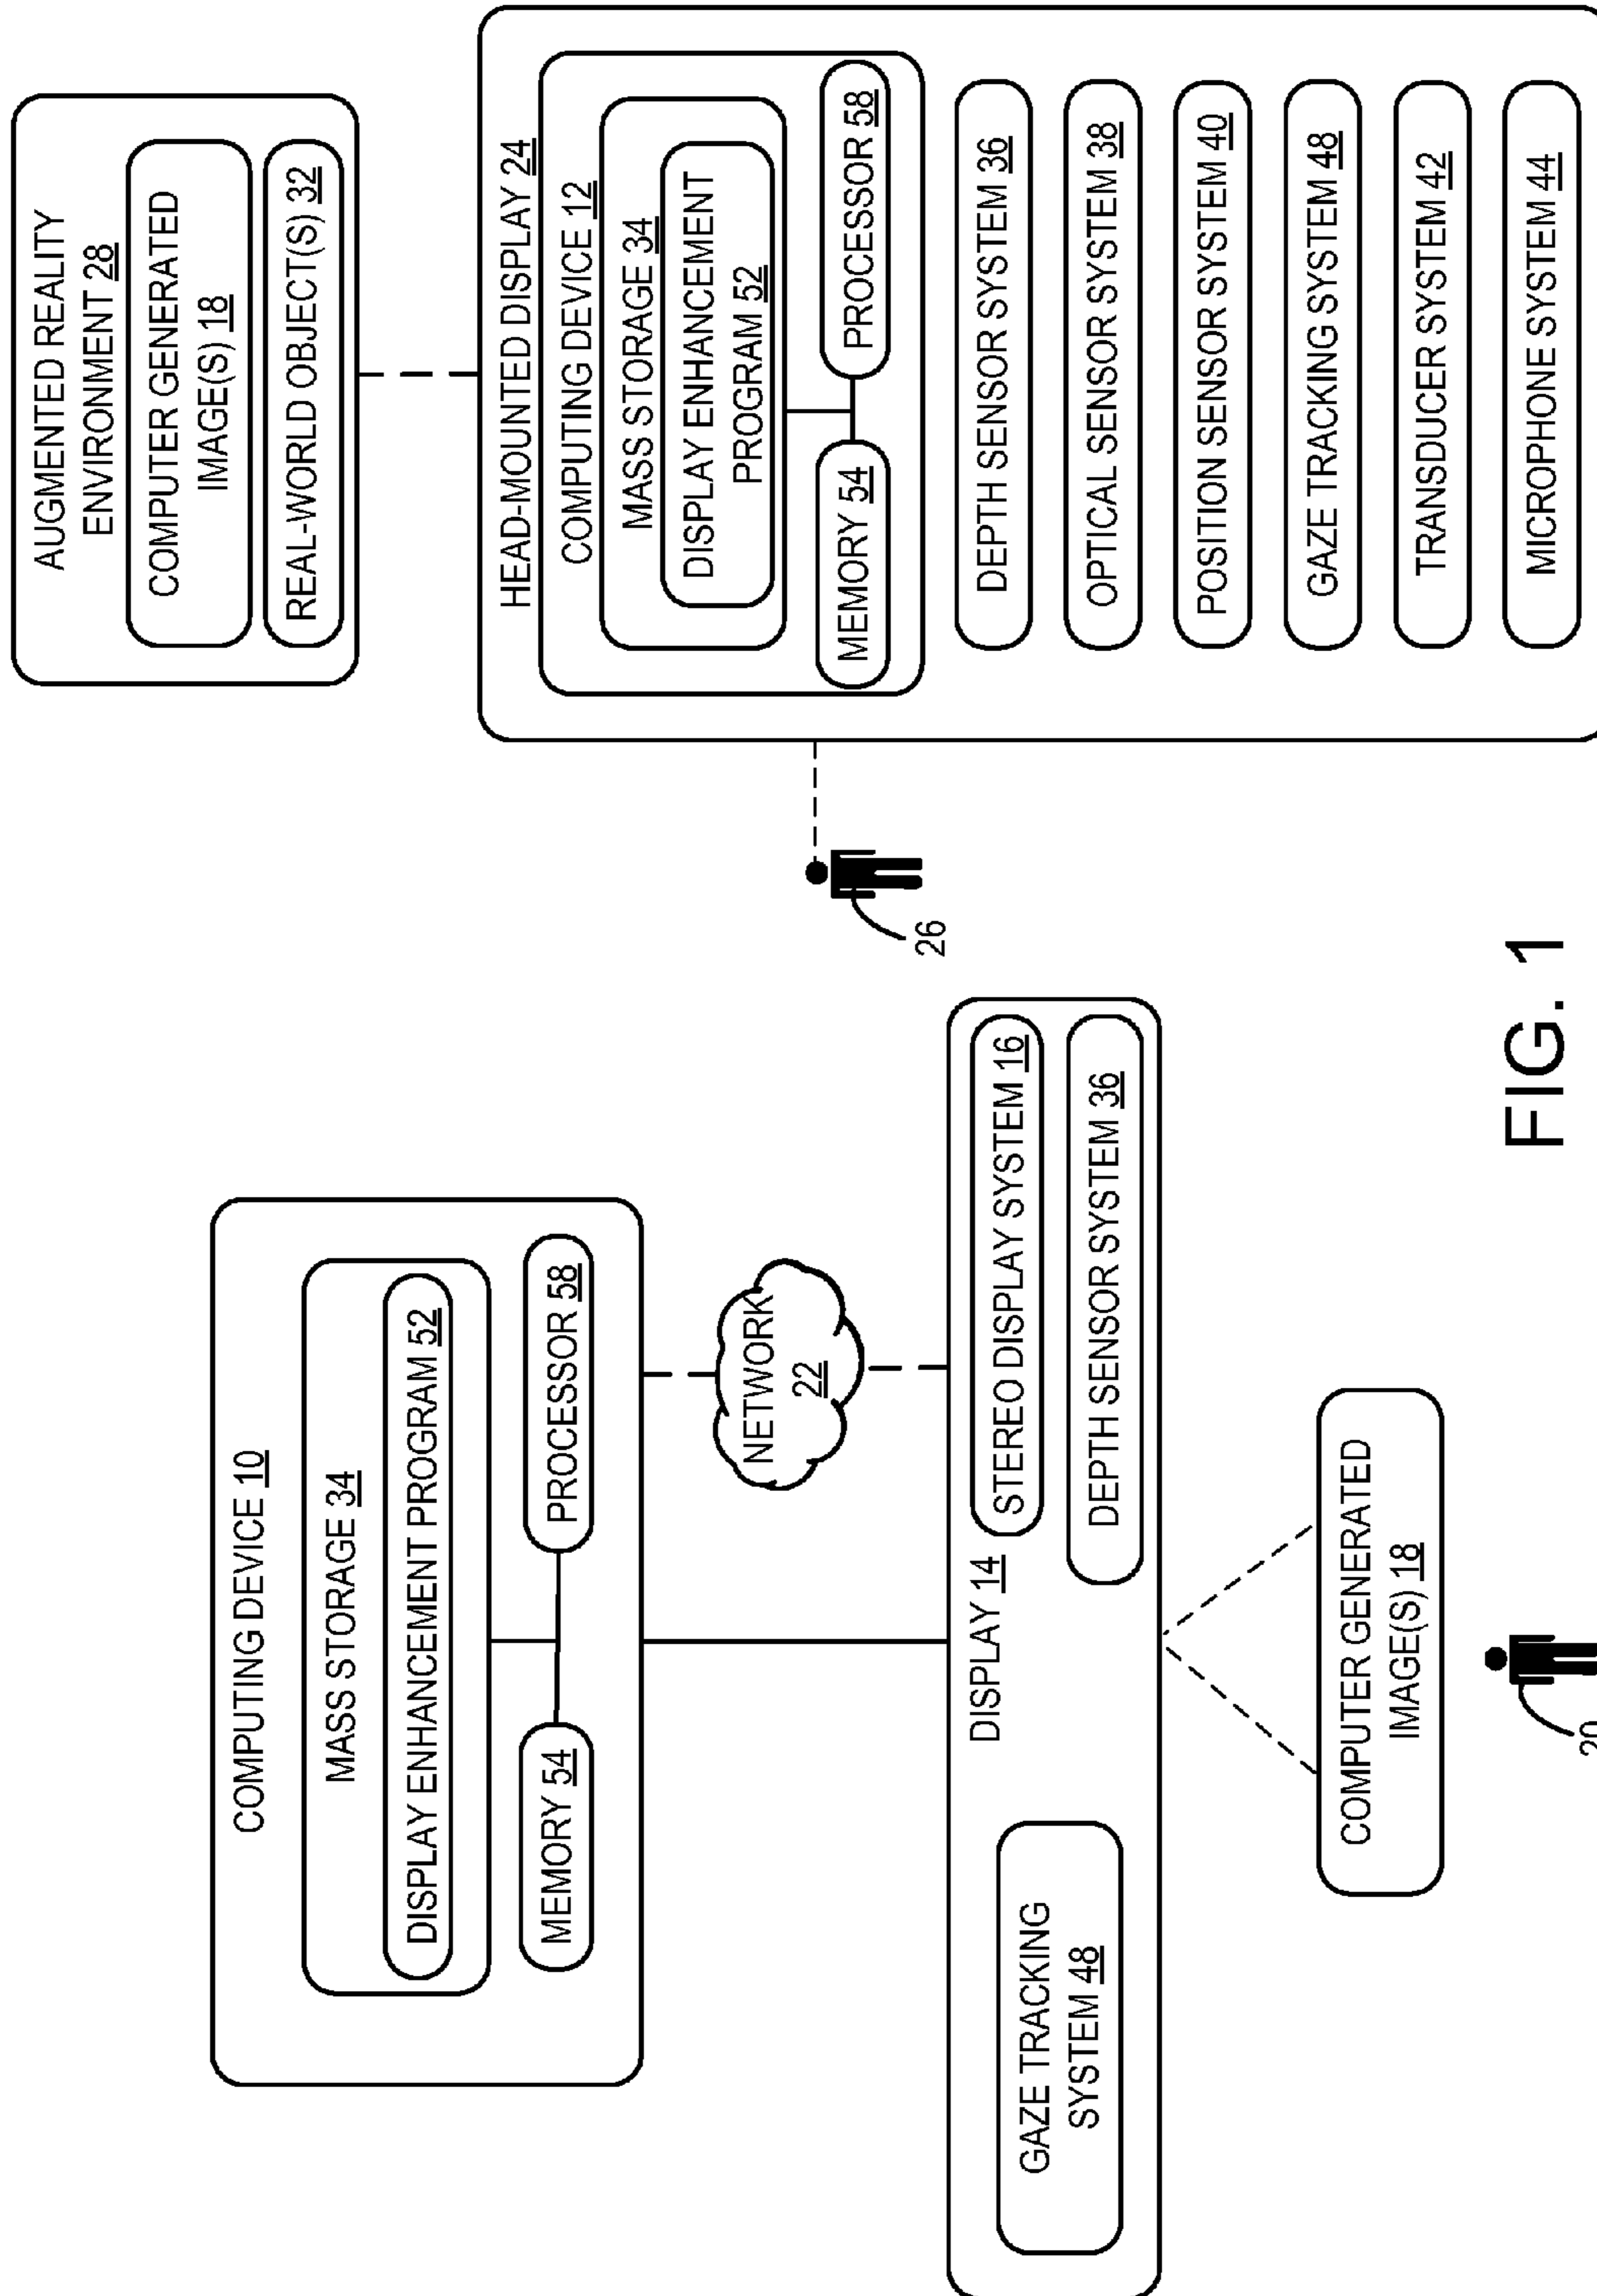 COMPUTING DEVICE 10
MASS STORAGE 34
DISPLAY ENHANCEMENT PROGRAM 52
MEMORY 54
PROCESSOR 58
NETWORK
22
DISPLAY 14
GAZE TRACKING
SYSTEM 48
STEREO DISPLAY SYSTEM 16
DEPTH SENSOR SYSTEM 36
COMPUTER GENERATED
IMAGE(S) 18
20
AUGMENTED REALITY
ENVIRONMENT 28
COMPUTER GENERATED
IMAGE(S) 18
REAL-WORLD OBJECT(S) 32
HEAD-MOUNTED DISPLAY 24
COMPUTING DEVICE 12
MASS STORAGE 34
DISPLAY ENHANCEMENT
PROGRAM 52
MEMORY 54
PROCESSOR 58
DEPTH SENSOR SYSTEM 36
OPTICAL SENSOR SYSTEM 38
POSITION SENSOR SYSTEM 40
GAZE TRACKING SYSTEM 48
TRANSDUCER SYSTEM 42
MICROPHONE SYSTEM 44
26
FIG. 1